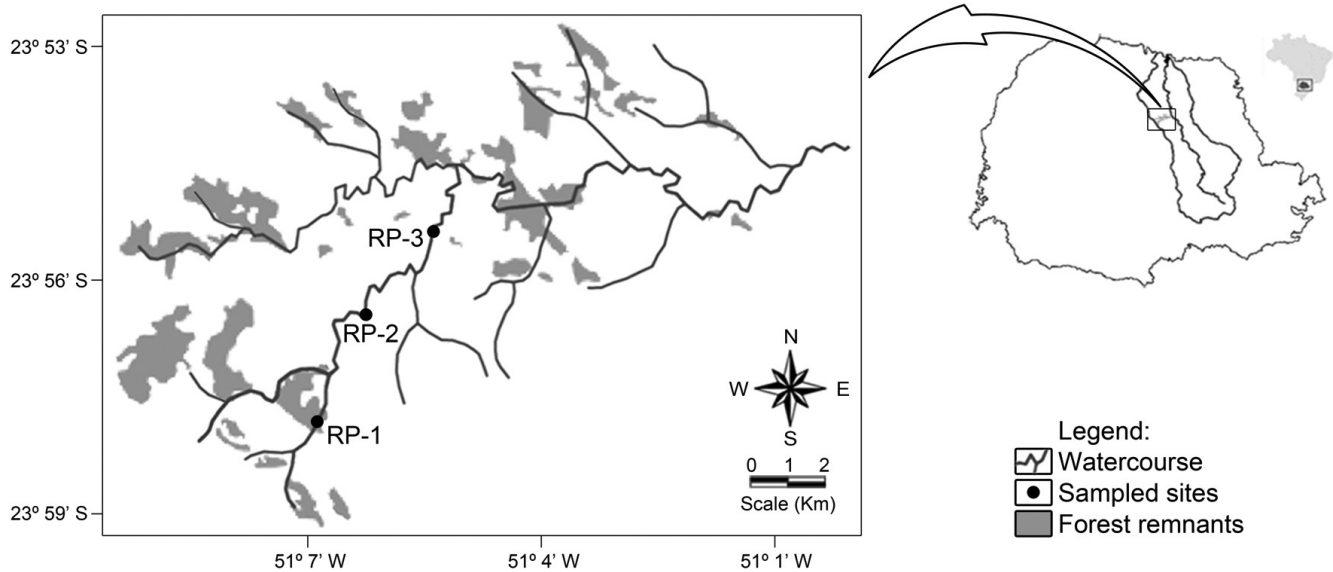 23º 53’ S
23º 56’ S
23º 59’ S
51º 7’ W
51º 4’ W
51º 1’ W
RP-3
RP-2
RP-1
N
W E
S
0 1 2
Scale (Km)
Legend:
Watercourse
Sampled sites
Forest remnants